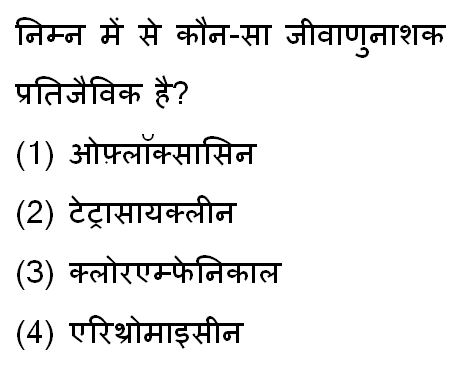 निम्न में से कौन-सा जीवाणुनाशक
प्रतिजैविक है?
(1) ओफ़्लॉक्सासिन
(2) टेट्रासायक्लीन
(3) क्लोरएम्फेनिकाल
(4) एरिथ्रोमाइसीन